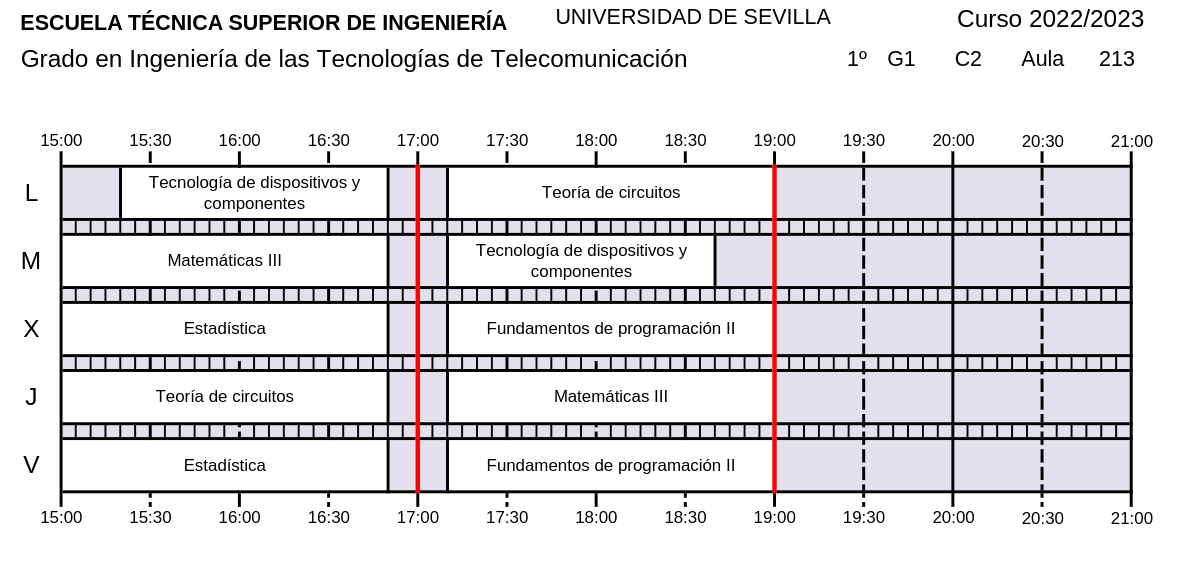 ESCUELA TÉCNICA SUPERIOR DE INGENIERÍA UNIVERSIDAD DE SEVILLA Curso 2022/2023
Grado en Ingeniería de las Tecnologías de Telecomunicación 1º G1 C2 Aula 213
15:00 15:30 16:00 16:30 17:00 17:30 18:00 18:30 19:00 19:30 20:00 20:30 21:00
L
Tecnología de dispositivos y
componentes
Teoría de circuitos
M
Matemáticas III
Tecnología de dispositivos y
componentes
X
Estadística
Fundamentos de programación II
J
Teoría de circuitos
Matemáticas III
V
Estadística
Fundamentos de programación II
15:00 15:30 16:00 16:30 17:00 17:30 18:00 18:30 19:00 19:30 20:00 20:30 21:00